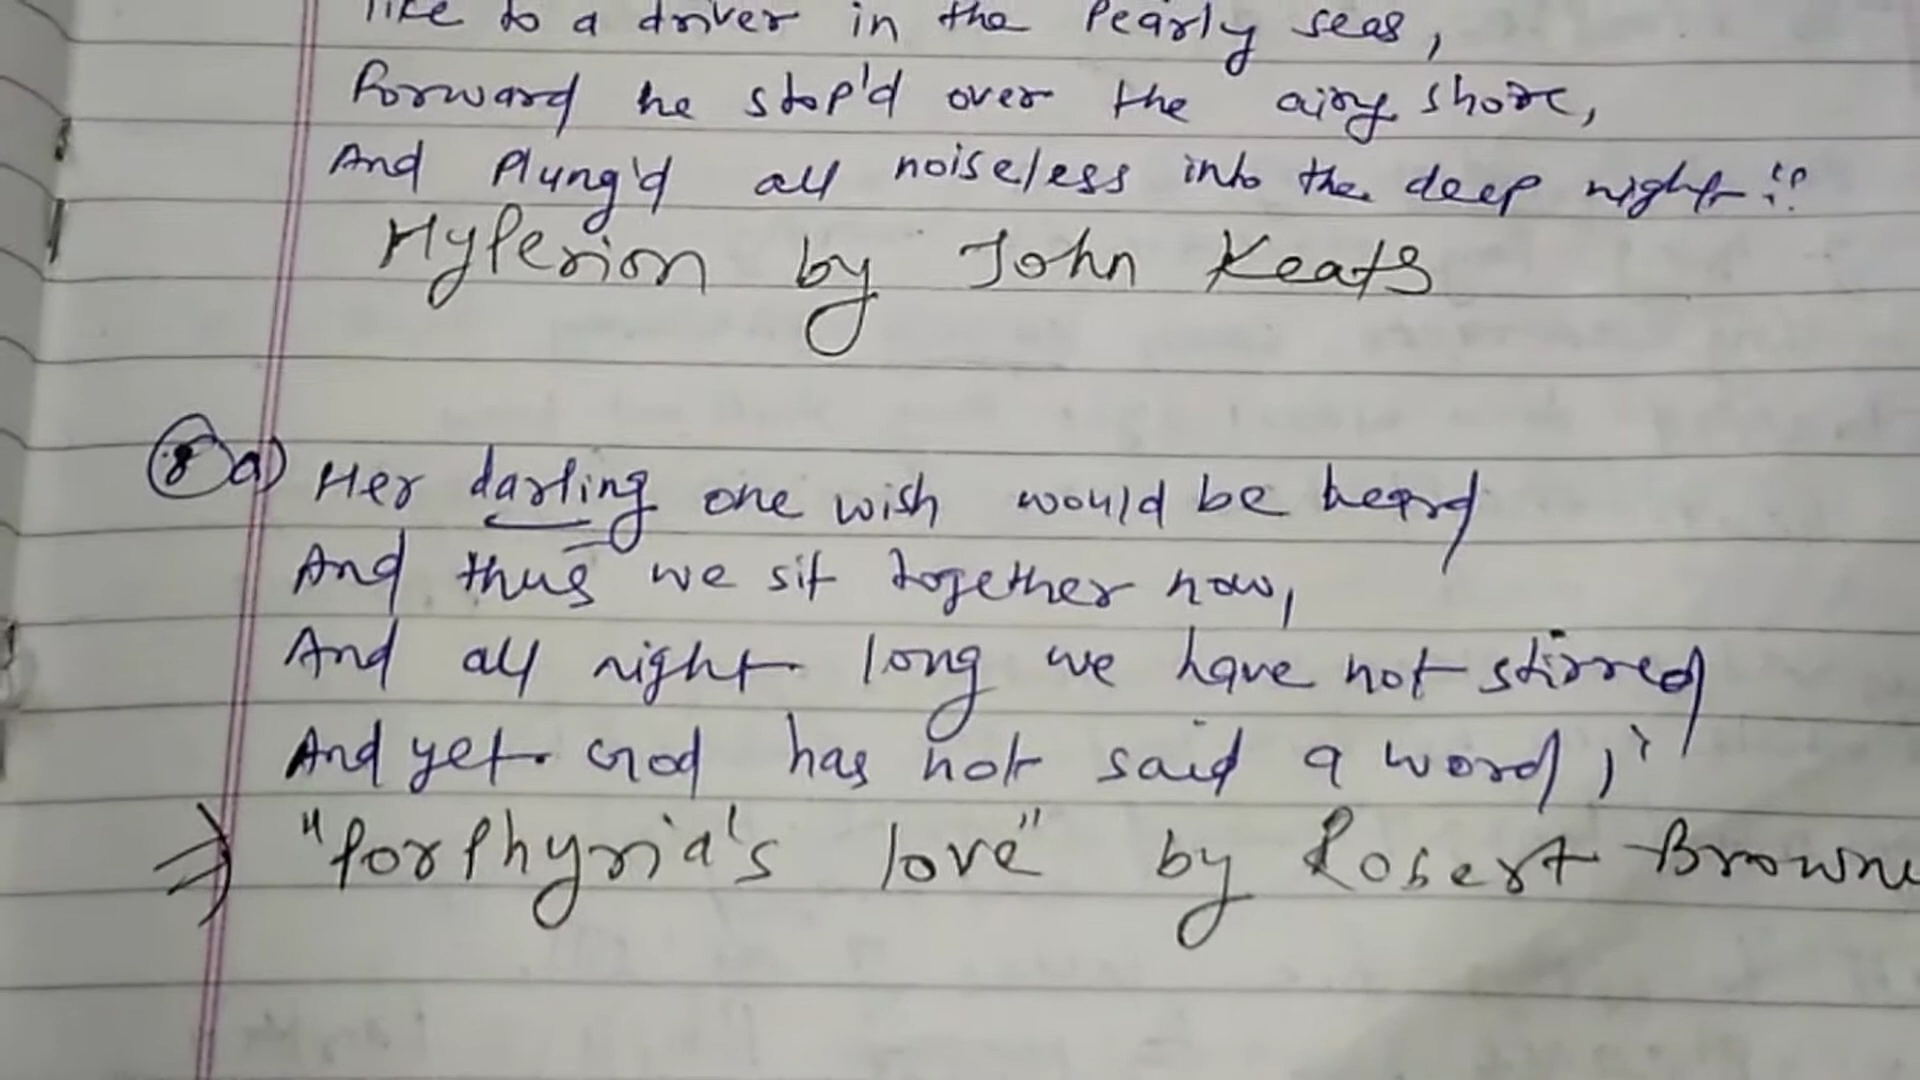 like to a driver in the Pearly seas,
Forward he stop'd over the airy shore,
And Plung'd all noiseless into the deep night."
Hyperion by John Keats
8 a) Her darling one wish would be heard
And thus we sit together now,
And all night long we have not stirred
And yet God has not said a word,"
⇒ "Porphyria's love" by Robert Browne